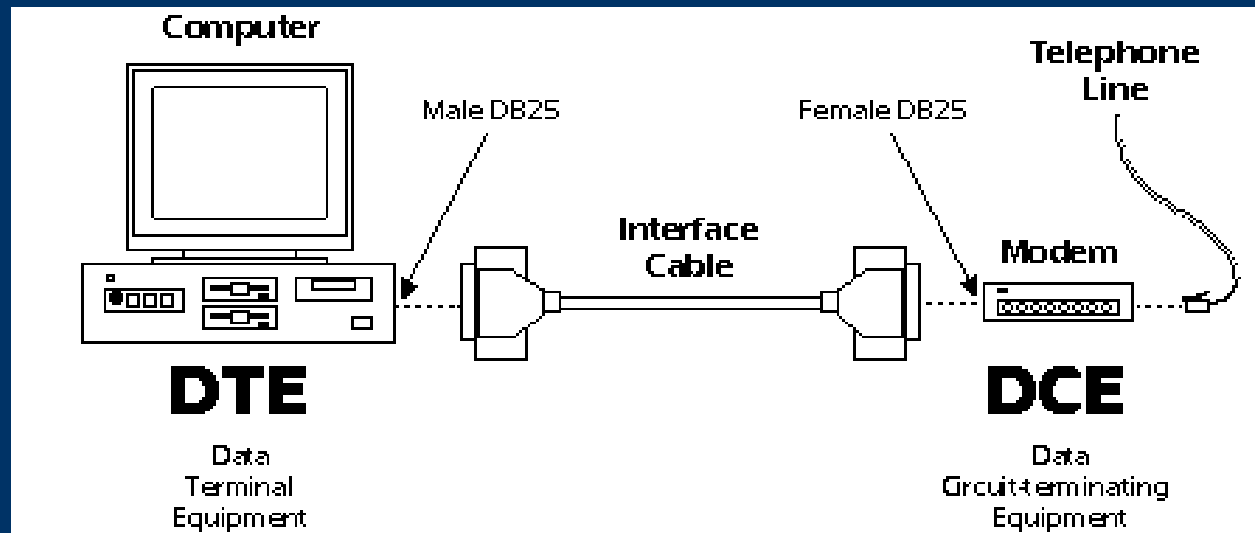 Computer
Telephone
Line
Male DB25
Female DB25
Interface
Cable
Modem
DTE
DCE
Data
Terminal
Equipment
Data
Circuit-terminating
Equipment